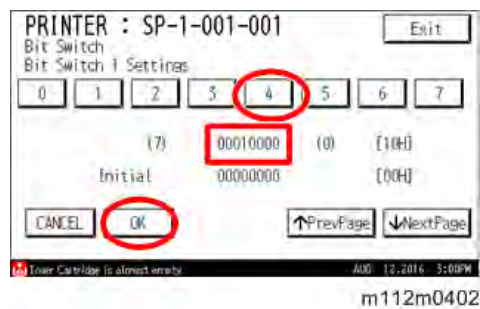 PRINTER : SP-1-001-001
Exit
Bit Switch
Bit Switch 1 Settings
0 1 2 3 4 5 6 7
(7) 00010000 (0) [10H]
Initial 00000000 [00H]
CANCEL OK ↑PrevPage ↓NextPage
Toner Cartridge is almost empty. AUG 12.2016 3:00PM
m112m0402